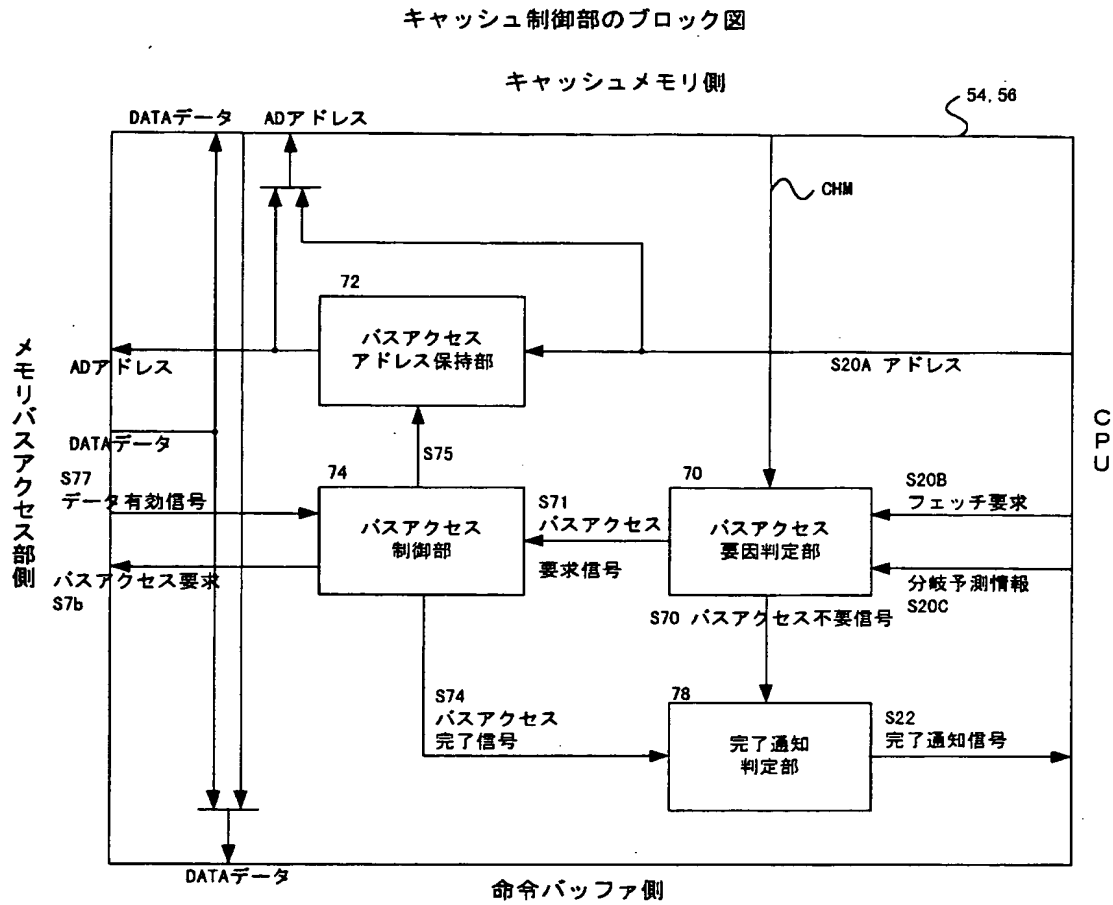 キャッシュ制御部のブロック図
キャッシュメモリ側
54, 56
DATAデータ
ADアドレス
CHM
72
バスアクセス
アドレス保持部
ADアドレス
S20A アドレス
メモリバスアクセス部側
CPU
DATAデータ
S75
S77
データ有効信号
74
バスアクセス
制御部
S71
バスアクセス
要求信号
70
バスアクセス
要因判定部
S20B
フェッチ要求
バスアクセス要求
S7b
分岐予測情報
S20C
S70 バスアクセス不要信号
S74
バスアクセス
完了信号
78
完了通知
判定部
S22
完了通知信号
DATAデータ
命令バッファ側